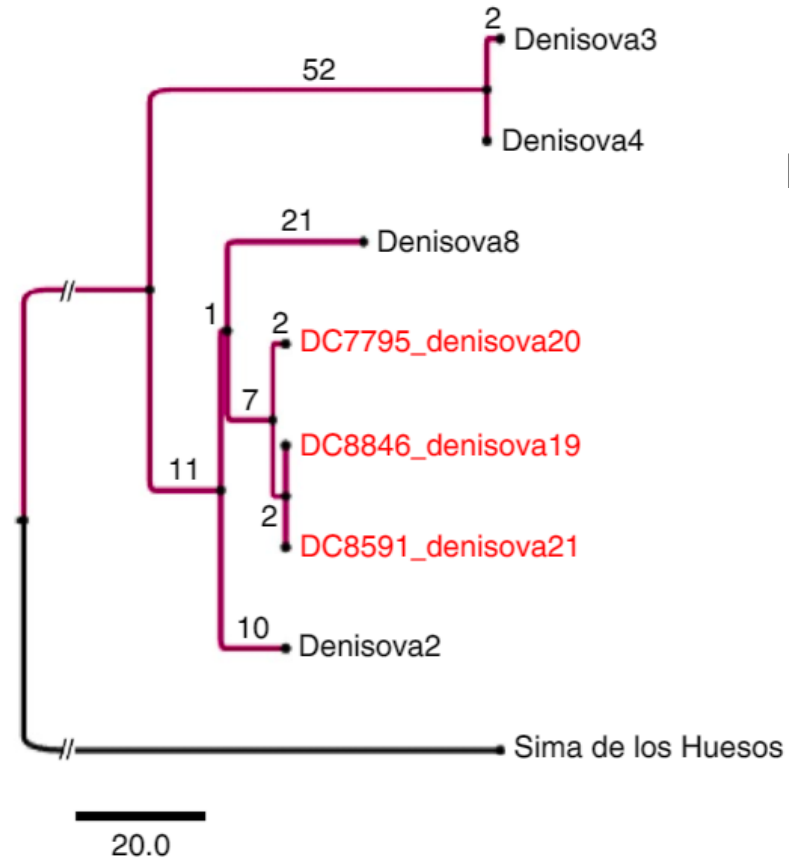 2
Denisova3
52
Denisova4
21
Denisova8
1
2
DC7795_denisova20
7
DC8846_denisova19
11
2
DC8591_denisova21
10
Denisova2
Sima de los Huesos
20.0